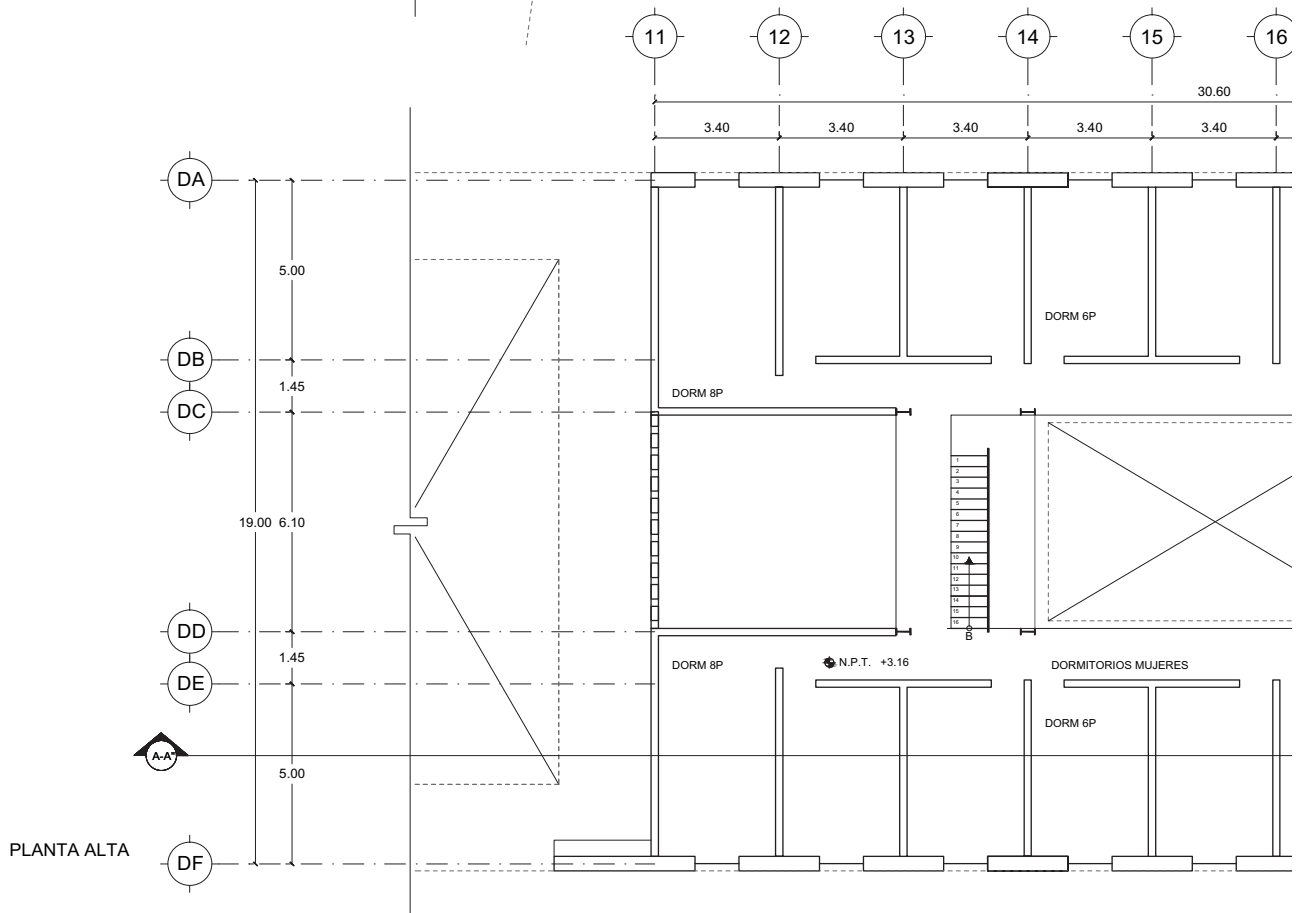 11 12 13 14 15 16
30.60
3.40 3.40 3.40 3.40 3.40
DA
5.00
DORM 6P
DB
1.45
DORM 8P
DC
1
2
3
4
5
6
7
8
9
10
11
12
13
14
15
16
19.00 6.10
DD
B
1.45
DORM 8P
N.P.T. +3.16
DORMITORIOS MUJERES
DE
DORM 6P
A-A"
5.00
PLANTA ALTA
DF